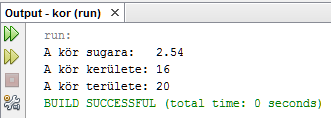 Output - kor (run)
run:
A kör sugara: 2.54
A kör kerülete: 16
A kör területe: 20
BUILD SUCCESSFUL (total time: 0 seconds)